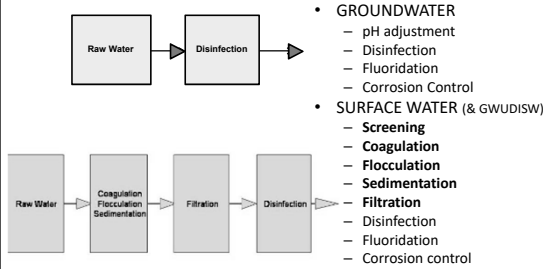 Raw Water
Disinfection
Raw Water
Coagulation
Flocculation
Sedimentation
Filtration
Disinfection
• GROUNDWATER
– pH adjustment
– Disinfection
– Fluoridation
– Corrosion Control
• SURFACE WATER (& GWUDISW)
– Screening
– Coagulation
– Flocculation
– Sedimentation
– Filtration
– Disinfection
– Fluoridation
– Corrosion control